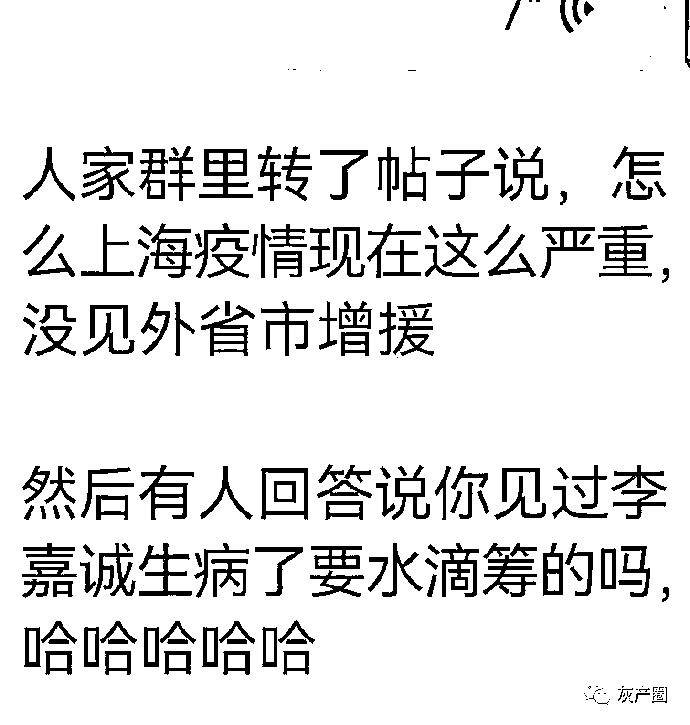 人家群里转了帖子说，怎
么上海疫情现在这么严重，
没见外省市增援
然后有人回答说你见过李
嘉诚生病了要水滴筹的吗，
哈哈哈哈哈
灰产圈